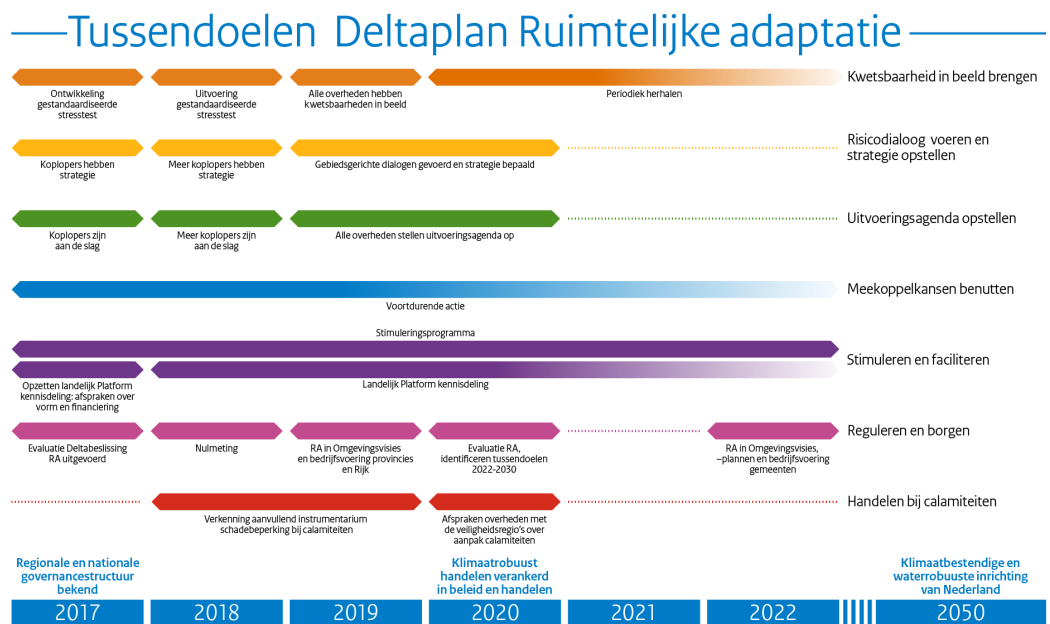 Tussendoelen Deltaplan Ruimtelijke adaptatie
Kwetsbaarheid in beeld brengen
Ontwikkeling
gestandaardiseerde
stresstest
Uitvoering
gestandaardiseerde
stresstest
Alle overheden hebben
kwetsbaarheden in beeld
Periodiek herhalen
Risicodialoog voeren en
strategie opstellen
Koplopers hebben
strategie
Meer koplopers hebben
strategie
Gebiedsgerichte dialogen gevoerd en strategie bepaald
Uitvoeringsagenda opstellen
Koplopers zijn
aan de slag
Meer koplopers zijn
aan de slag
Alle overheden stellen uitvoeringsagenda op
Meekoppelkansen benutten
Voortdurende actie
Stimuleringsprogramma
Stimuleren en faciliteren
Opzetten landelijk Platform
kennisdeling: afspraken over
vorm en financiering
Landelijk Platform kennisdeling
Reguleren en borgen
Evaluatie Deltabeslissing
RA uitgevoerd
Nulmeting
RA in Omgevingsvisies
en bedrijfsvoering provincies
en Rijk
Evaluatie RA,
identificeren tussendoelen
2022-2030
RA in Omgevingsvisies,
–plannen en bedrijfsvoering
gemeenten
Handelen bij calamiteiten
Verkenning aanvullend instrumentarium
schadebeperking bij calamiteiten
Afspraken overheden met
de veiligheidsregio's over
aanpak calamiteiten
Regionale en nationale
governancestructuur
bekend
Klimaatrobuust
handelen verankerd
in beleid en handelen
Klimaatbestendige en
waterrobuuste inrichting
van Nederland
2017 2018 2019 2020 2021 2022 2050